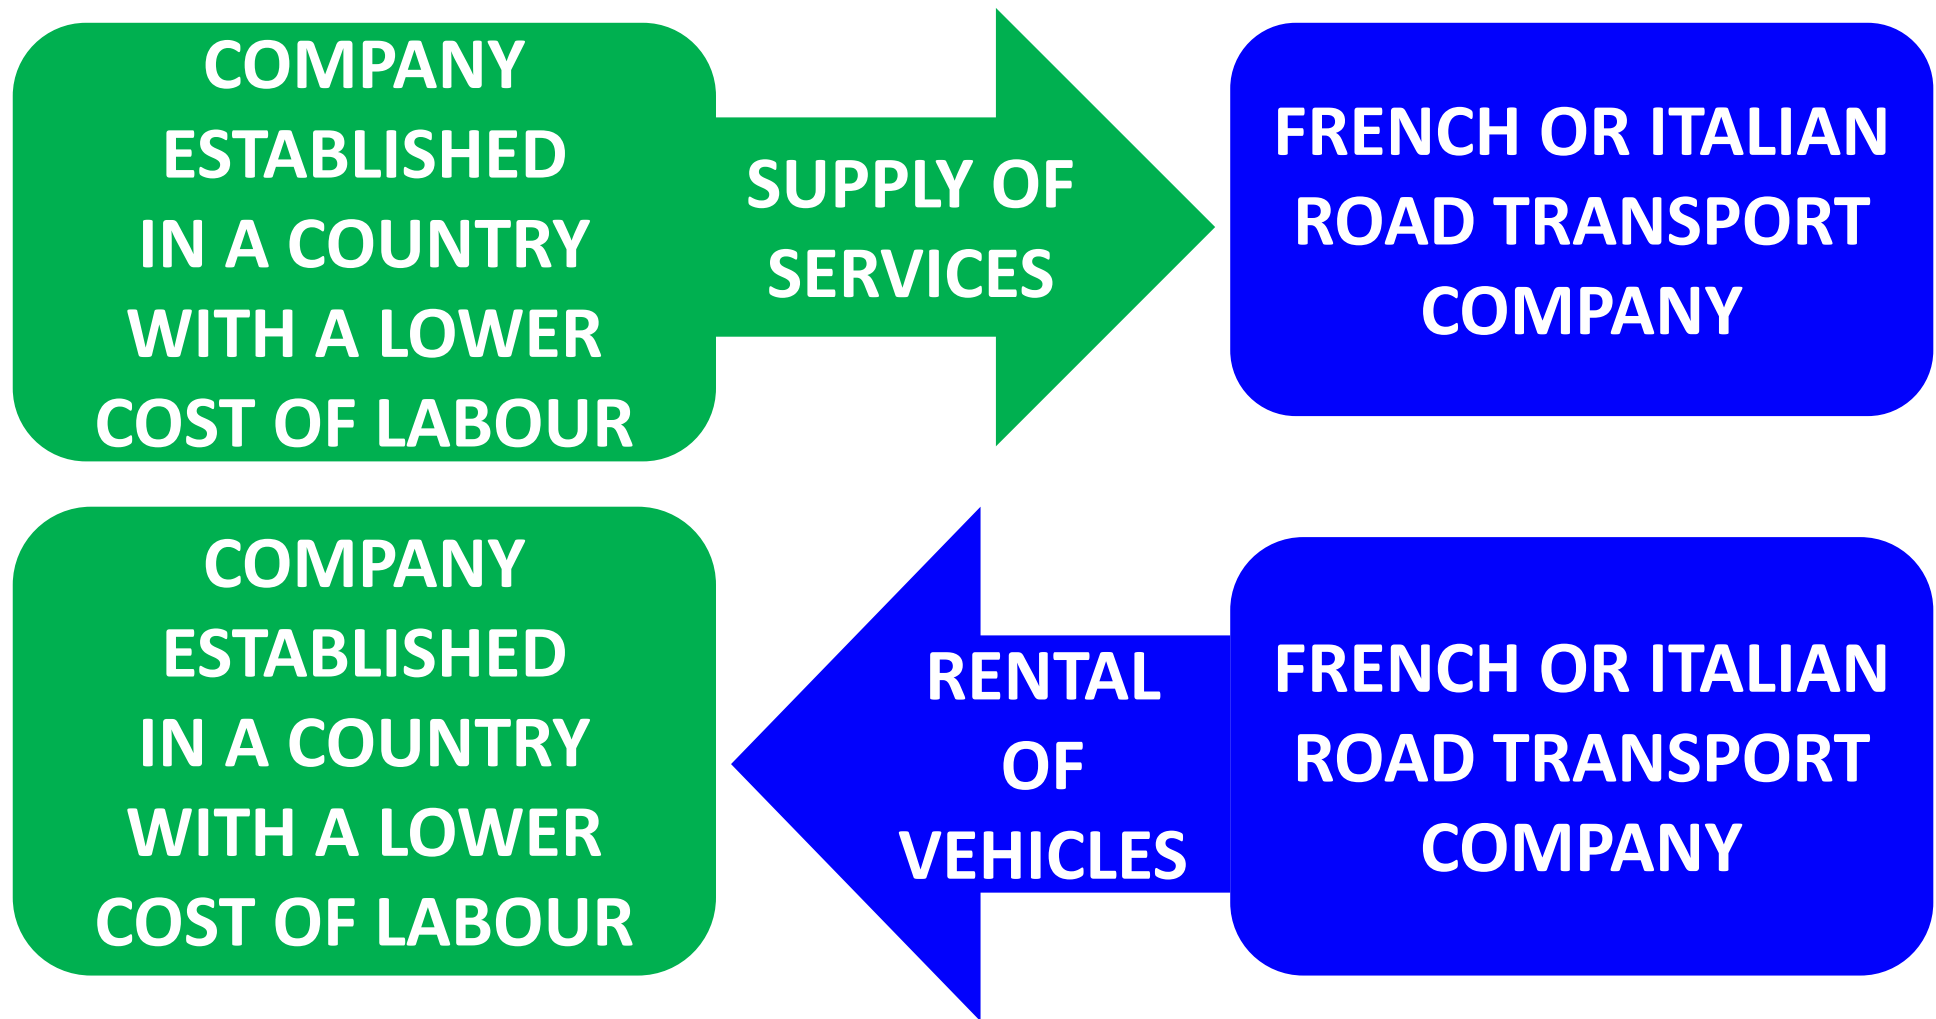 COMPANY
ESTABLISHED
IN A COUNTRY
WITH A LOWER
COST OF LABOUR
SUPPLY OF
SERVICES
FRENCH OR ITALIAN
ROAD TRANSPORT
COMPANY
COMPANY
ESTABLISHED
IN A COUNTRY
WITH A LOWER
COST OF LABOUR
RENTAL
OF
VEHICLES
FRENCH OR ITALIAN
ROAD TRANSPORT
COMPANY